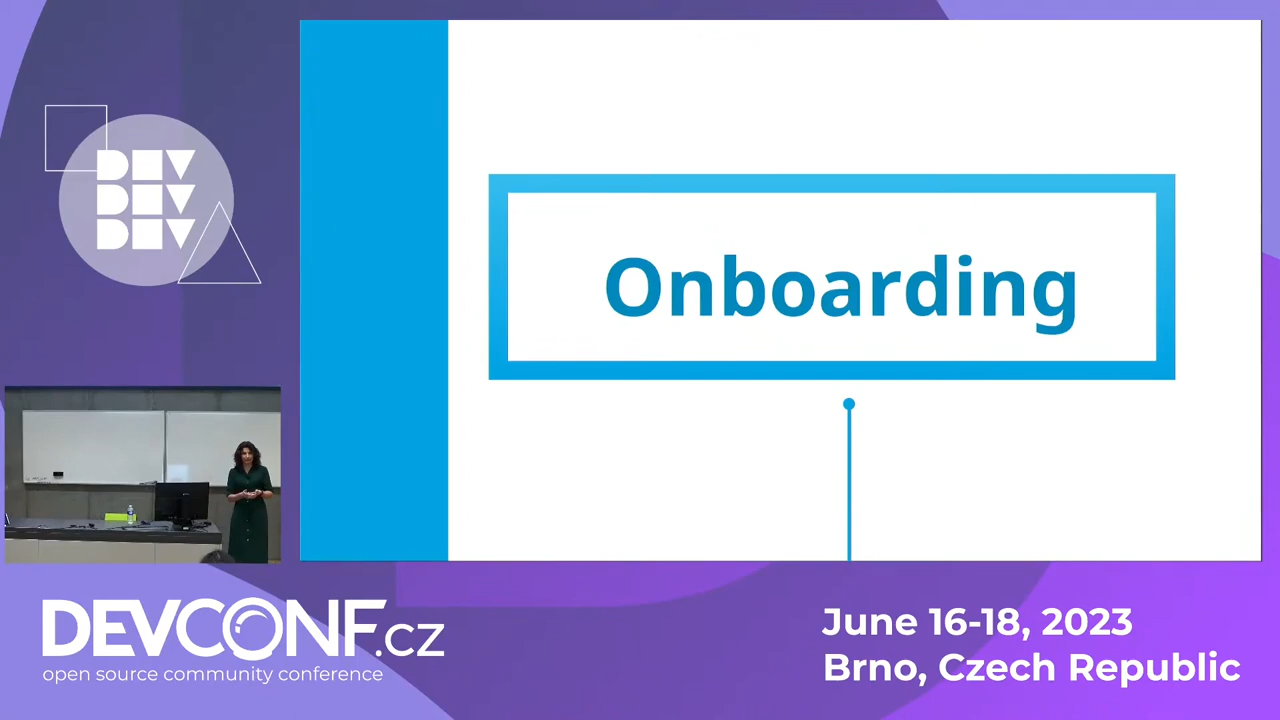 DEV
DEV
DEV
Onboarding
DEVCONF.cz
open source community conference
June 16-18, 2023
Brno, Czech Republic